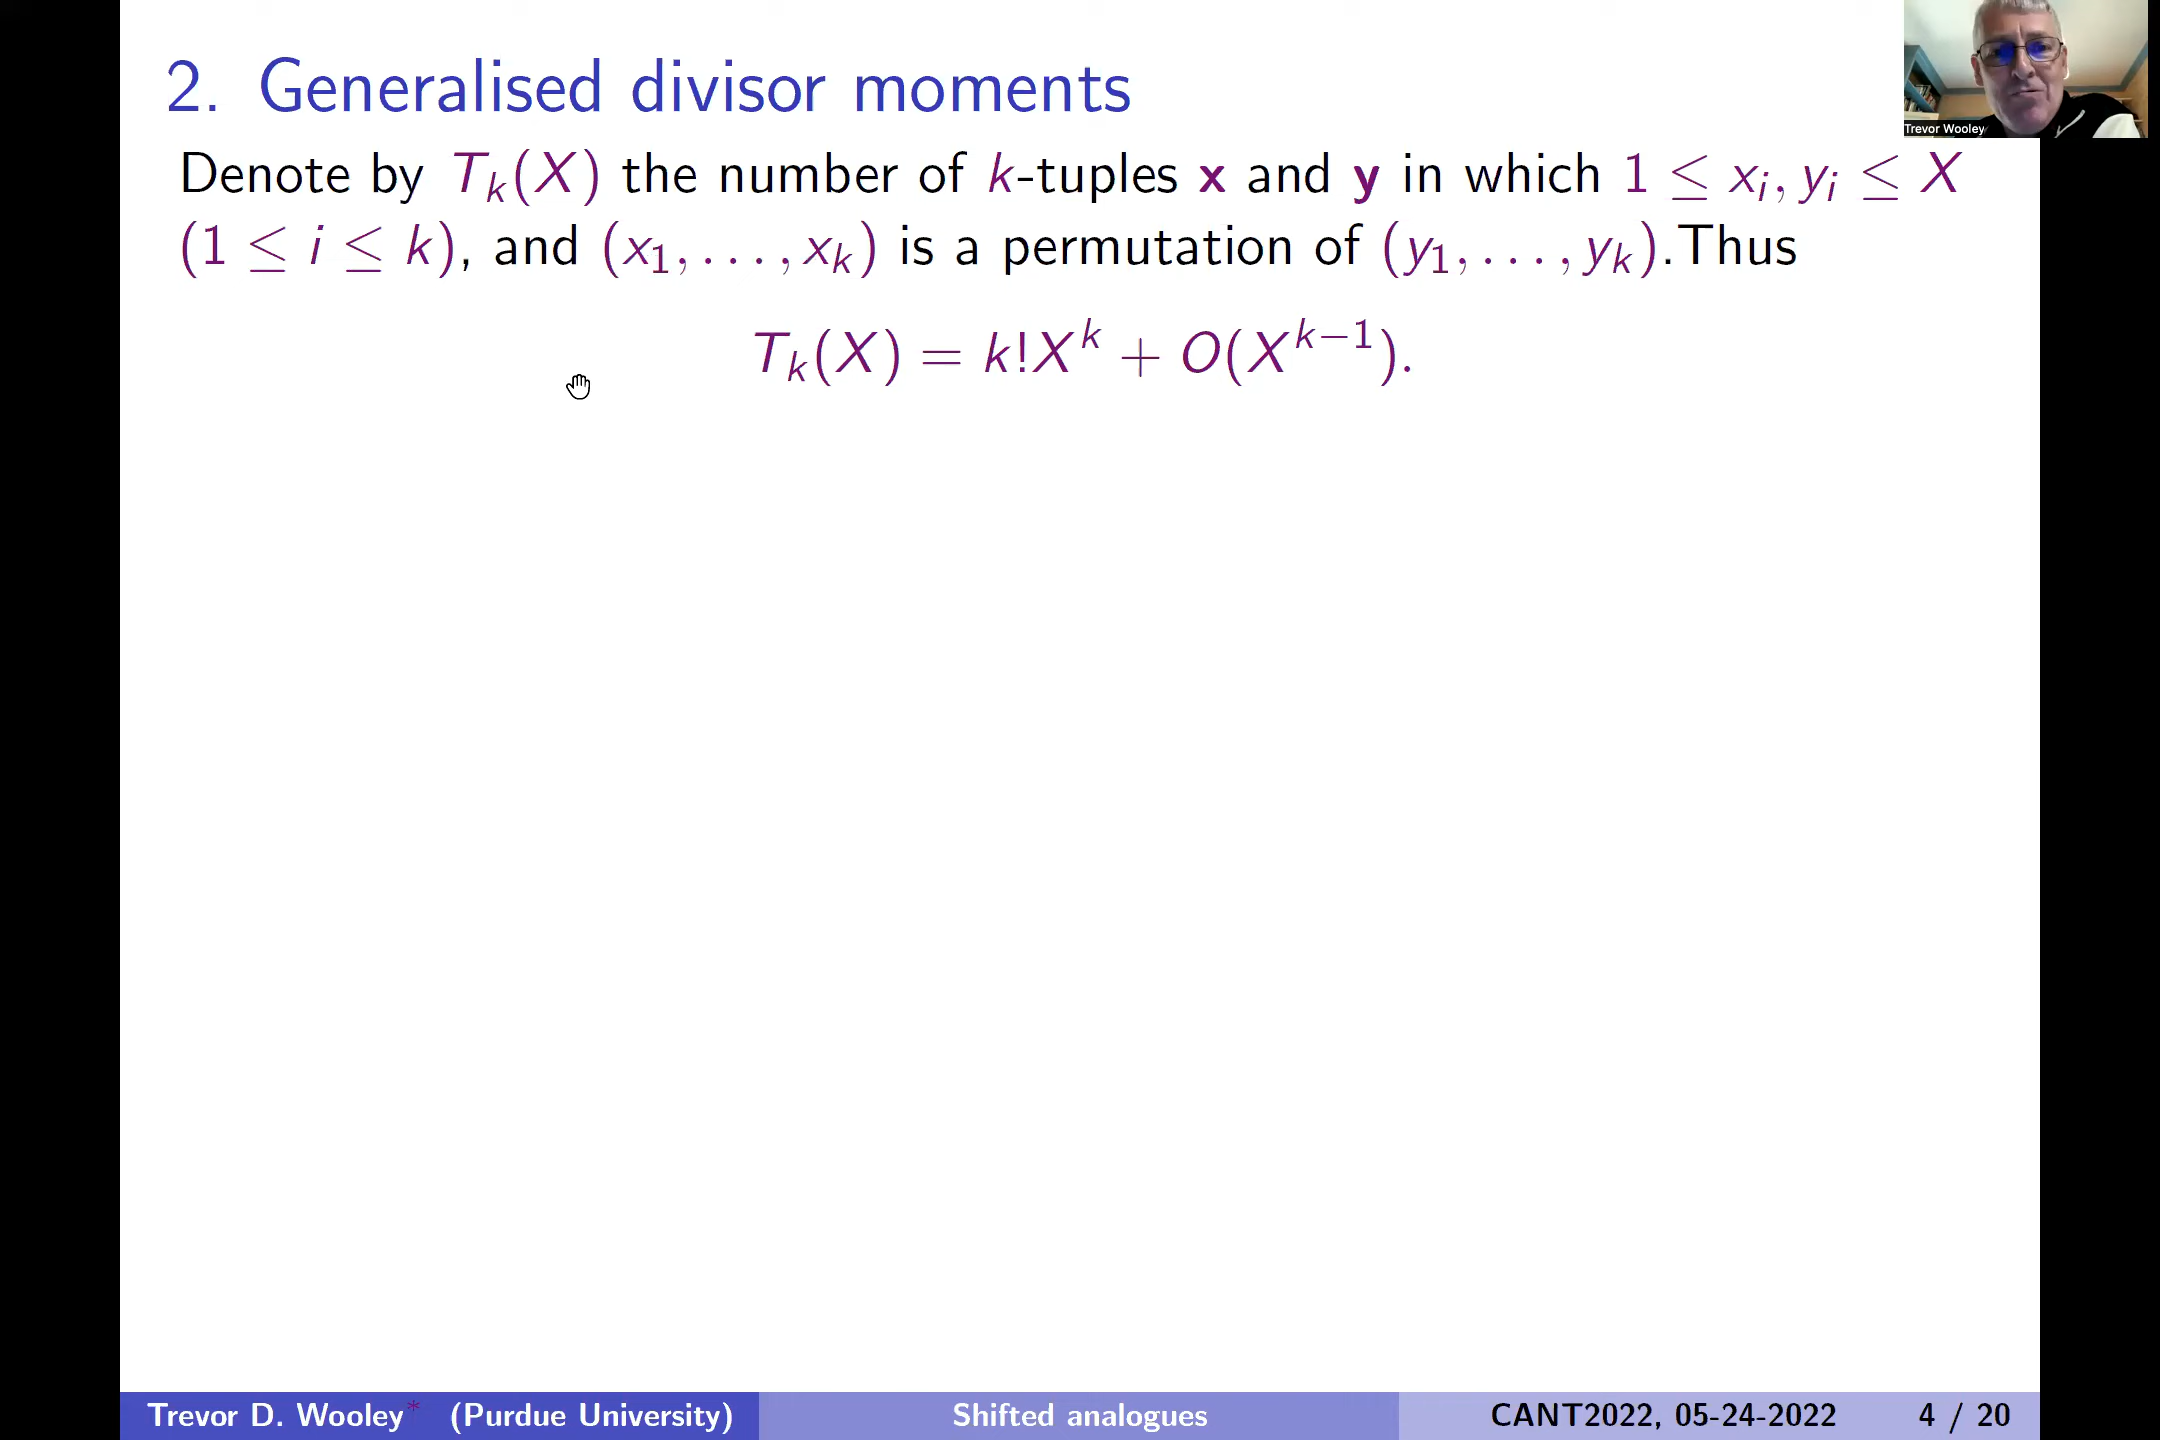 2. Generalised divisor moments
Trevor Wooley
Denote by T_k(X) the number of k-tuples x and y in which 1 ≤ x_i, y_i ≤ X
(1 ≤ i ≤ k), and (x_1, . . . , x_k) is a permutation of (y_1, . . . , y_k).Thus
T_k(X) = k!X^k + O(X^{k−1}).
Trevor D. Wooley* (Purdue University) Shifted analogues CANT2022, 05-24-2022 4 / 20